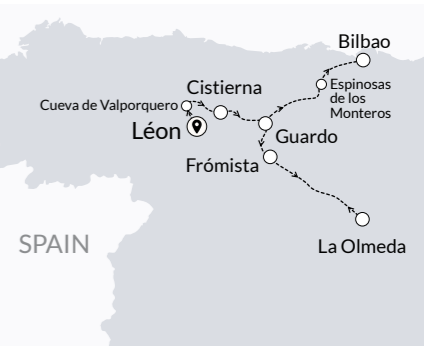 Bilbao
Cistierna
Espinosas
de los
Monteros
Cueva de Valporquero
Léon
Guardo
Frómista
SPAIN
La Olmeda